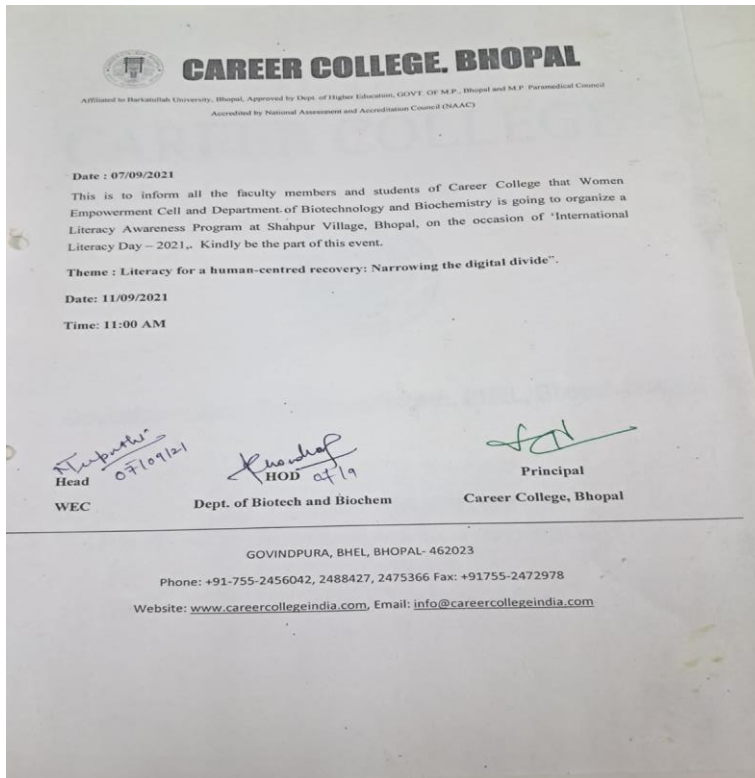 CAREER COLLEGE. BHOPAL
Affiliated to Barkatullah University, Bhopal, Approved by Dept. of Higher Education, GOVT. OF M.P., Bhopal and M.P. Paramedical Council
Accredited by National Assessment and Accreditation Council (NAAC)
Date : 07/09/2021
This is to inform all the faculty members and students of Career College that Women
Empowerment Cell and Department of Biotechnology and Biochemistry is going to organize a
Literacy Awareness Program at Shahpur Village, Bhopal, on the occasion of 'International
Literacy Day – 2021,. Kindly be the part of this event.
Theme : Literacy for a human-centred recovery: Narrowing the digital divide".
Date: 11/09/2021
Time: 11:00 AM
07/09/21
07/9
Head
HOD
Principal
WEC
Dept. of Biotech and Biochem
Career College, Bhopal
GOVINDPURA, BHEL, BHOPAL- 462023
Phone: +91-755-2456042, 2488427, 2475366 Fax: +91755-2472978
Website: www.careercollegeindia.com, Email: info@careercollegeindia.com